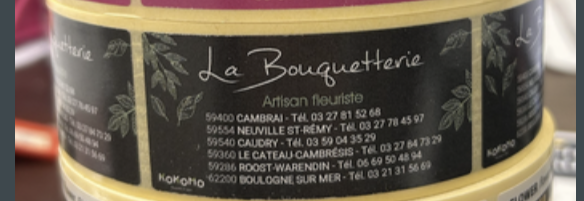 La Bouquetterie
Artisan fleuriste
59400 CAMBRAI - Tél. 03 27 81 52 68
59554 NEUVILLE ST-RÉMY - Tél. 03 27 78 45 97
59540 CAUDRY - Tél. 03 59 04 35 29
59360 LE CATEAU-CAMBRÉSIS - Tél. 03 27 84 73 29
59286 ROOST-WARENDIN - Tél. 06 69 50 48 94
62200 BOULOGNE SUR MER - Tél. 03 21 31 56 69
KOKOMO